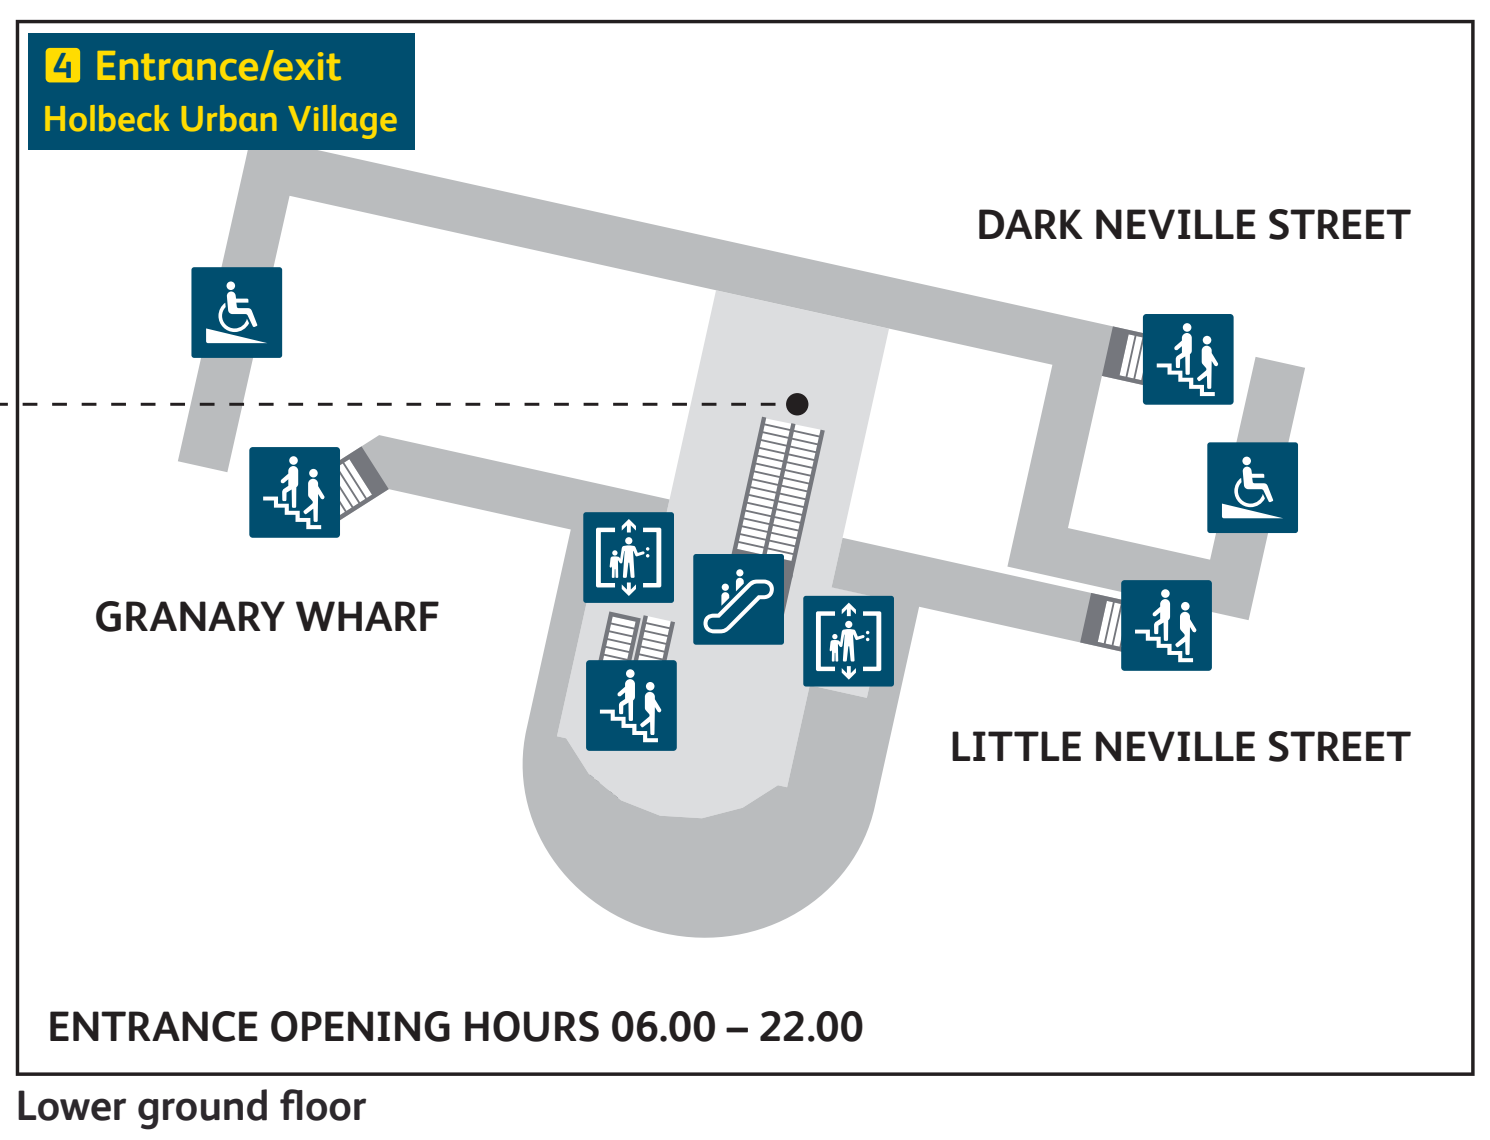 4 Entrance/exit
Holbeck Urban Village
DARK NEVILLE STREET
GRANARY WHARF
LITTLE NEVILLE STREET
ENTRANCE OPENING HOURS 06.00 – 22.00
Lower ground floor